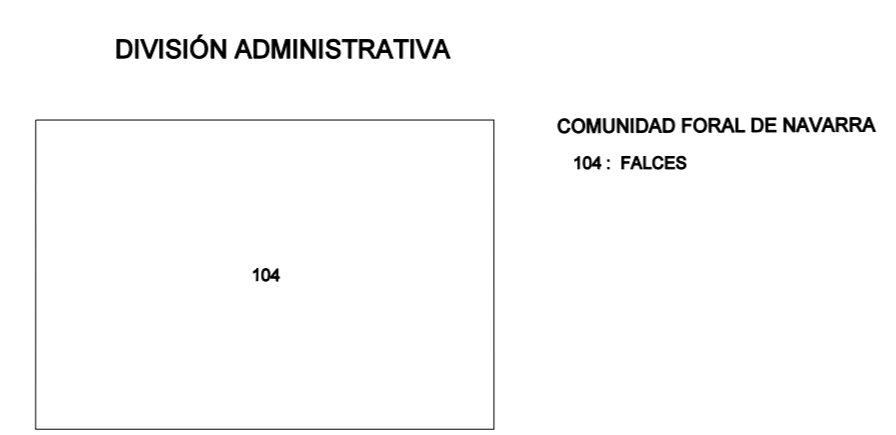 DIVISIÓN ADMINISTRATIVA
COMUNIDAD FORAL DE NAVARRA
104 : FALCES
104